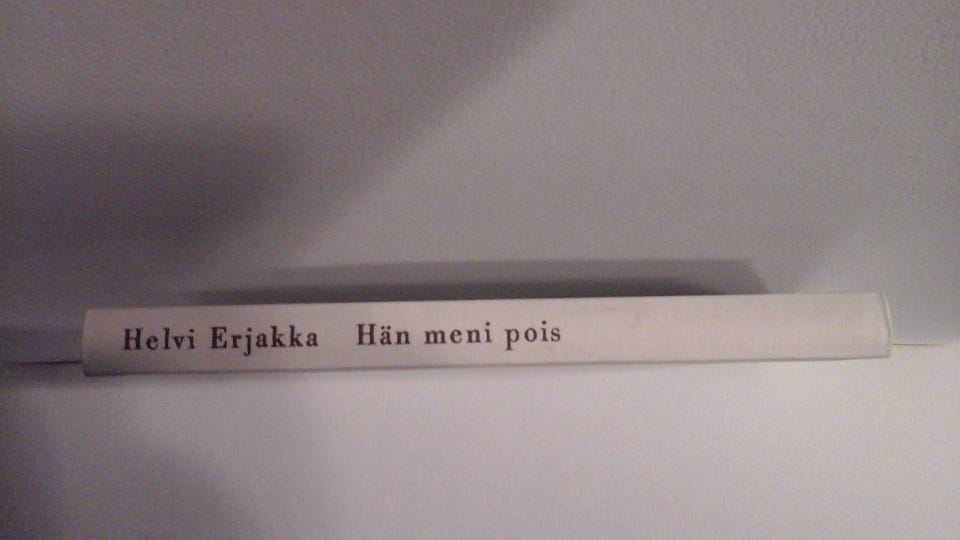 Helvi Erjakka Hän meni pois